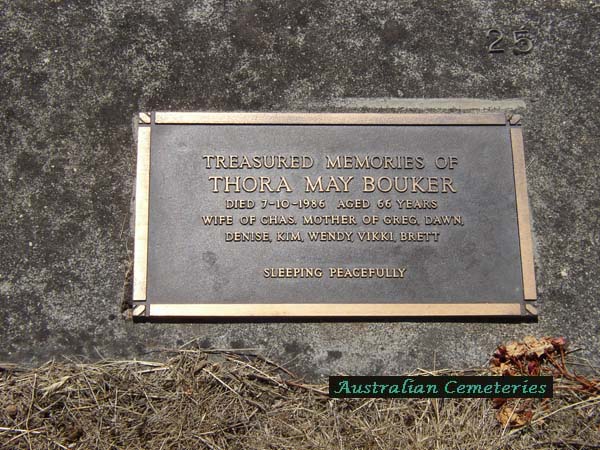 25
TREASURED MEMORIES OF
THORA MAY BOUKER
DIED 7-10-1986 AGED 66 YEARS
WIFE OF CHAS. MOTHER OF GREG, DAWN,
DENISE, KIM, WENDY, VIKKI, BRETT
SLEEPING PEACEFULLY
Australian Cemeteries